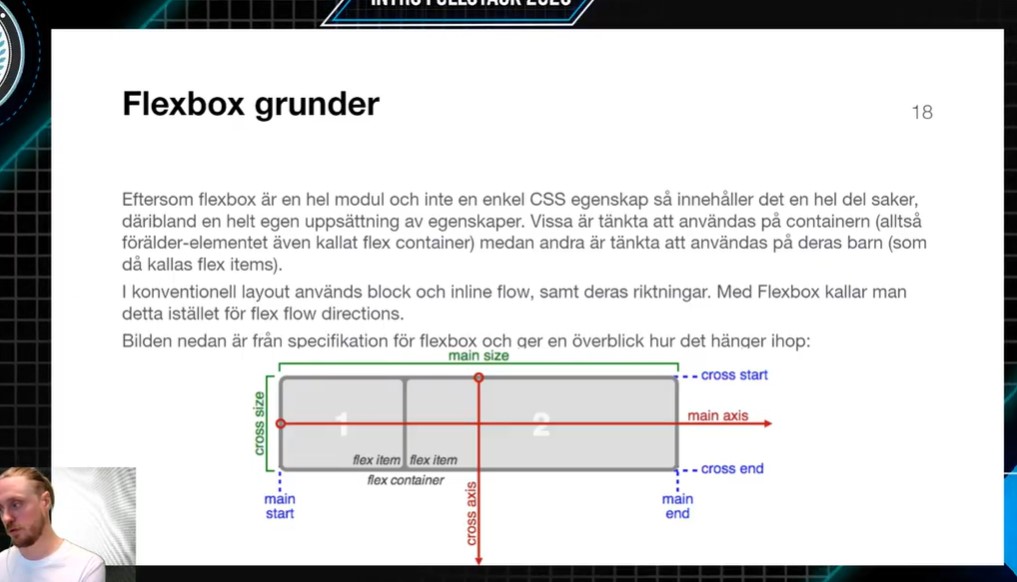 INTRO FULLSTACK 2023
Flexbox grunder
18
Eftersom flexbox är en hel modul och inte en enkel CSS egenskap så innehåller det en hel del saker,
däribland en helt egen uppsättning av egenskaper. Vissa är tänkta att användas på containern (alltså
förälder-elementet även kallat flex container) medan andra är tänkta att användas på deras barn (som
då kallas flex items).
I konventionell layout används block och inline flow, samt deras riktningar. Med Flexbox kallar man
detta istället för flex flow directions.
Bilden nedan är från specifikation för flexbox och ger en överblick hur det hänger ihop:
main size
cross start
cross size
1
2
main axis
flex item
flex item
cross end
flex container
main
start
cross axis
main
end